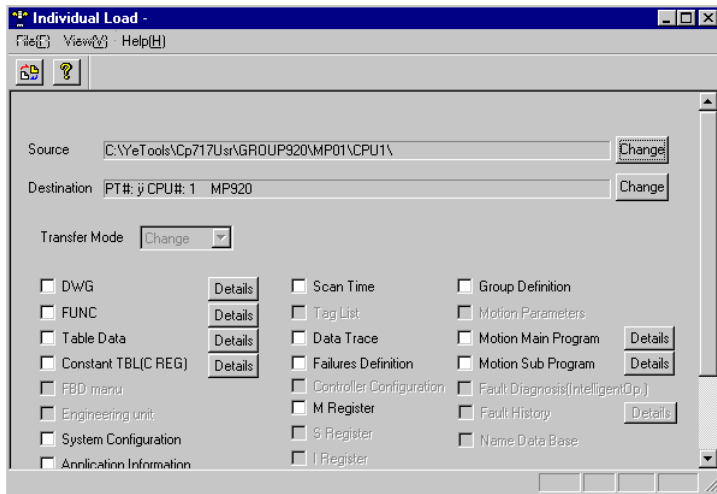 Individual Load -
File(F) View(V) Help(H)
Source C:\YeTools\Cp717Usr\GROUP920\MP01\CPU1\ Change
Destination PT#: ÿ CPU#: 1 MP920 Change
Transfer Mode Change
DWG Details Scan Time Group Definition
FUNC Details Tag List Motion Parameters
Table Data Details Data Trace Motion Main Program Details
Constant TBL(C REG) Details Failures Definition Motion Sub Program Details
FBD manu Controller Configuration Fault Diagnosis(IntelligentOp.)
Engineering unit M Register Fault History Details
System Configuration S Register Name Data Base
Application Information I Register